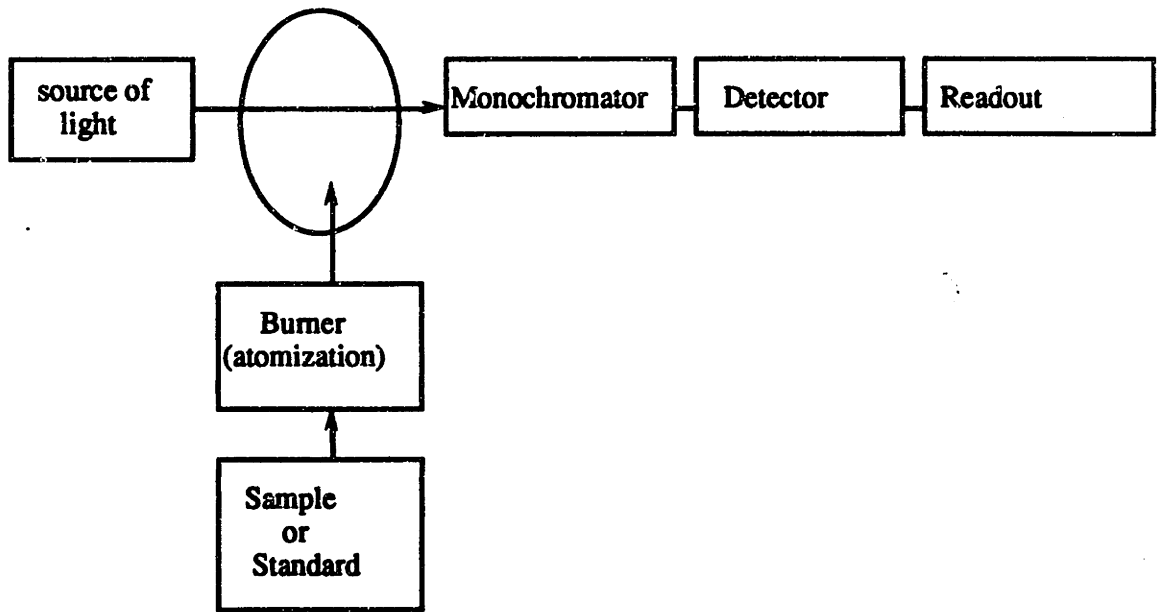 source of
light
Monochromator
Detector
Readout
Burner
(atomization)
Sample
or
Standard